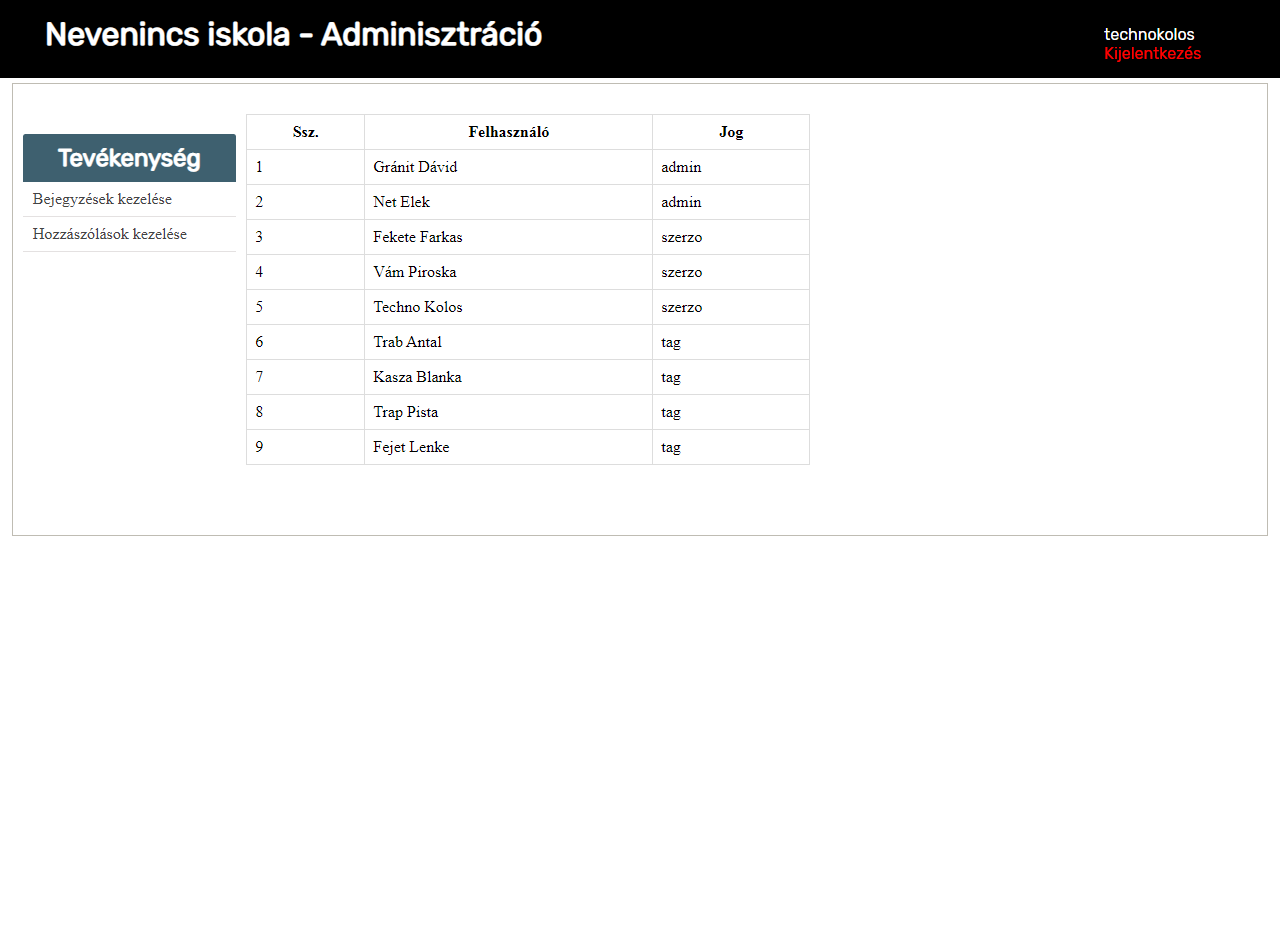 Nevenincs iskola - Adminisztráció
technokolos
Kijelentkezés
Tevékenység
Bejegyzések kezelése
Hozzászólások kezelése
Ssz. Felhasználó Jog
1 Gránit Dávid admin
2 Net Elek admin
3 Fekete Farkas szerzo
4 Vám Piroska szerzo
5 Techno Kolos szerzo
6 Trab Antal tag
7 Kasza Blanka tag
8 Trap Pista tag
9 Fejet Lenke tag